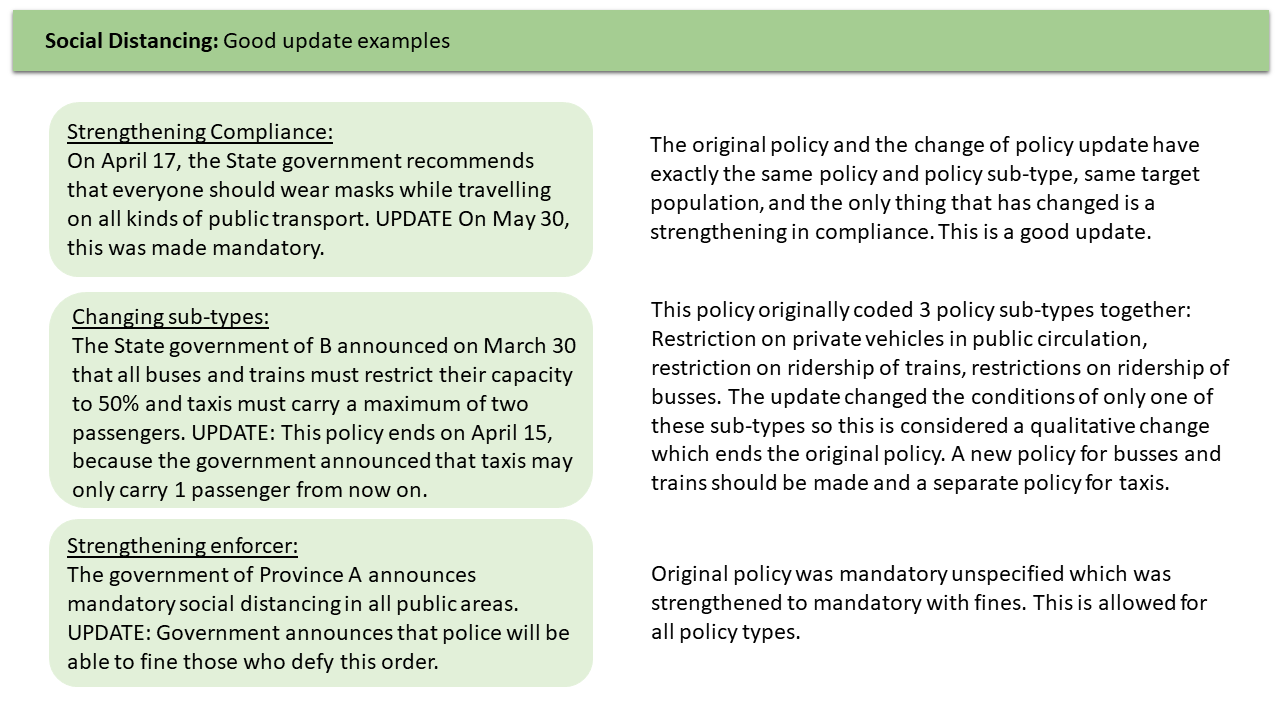 Social Distancing: Good update examples
Strengthening Compliance:
On April 17, the State government recommends
that everyone should wear masks while travelling
on all kinds of public transport. UPDATE On May 30,
this was made mandatory.
The original policy and the change of policy update have
exactly the same policy and policy sub-type, same target
population, and the only thing that has changed is a
strengthening in compliance. This is a good update.
Changing sub-types:
The State government of B announced on March 30
that all buses and trains must restrict their capacity
to 50% and taxis must carry a maximum of two
passengers. UPDATE: This policy ends on April 15,
because the government announced that taxis may
only carry 1 passenger from now on.
This policy originally coded 3 policy sub-types together:
Restriction on private vehicles in public circulation,
restriction on ridership of trains, restrictions on ridership of
busses. The update changed the conditions of only one of
these sub-types so this is considered a qualitative change
which ends the original policy. A new policy for busses and
trains should be made and a separate policy for taxis.
Strengthening enforcer:
The government of Province A announces
mandatory social distancing in all public areas.
UPDATE: Government announces that police will be
able to fine those who defy this order.
Original policy was mandatory unspecified which was
strengthened to mandatory with fines. This is allowed for
all policy types.